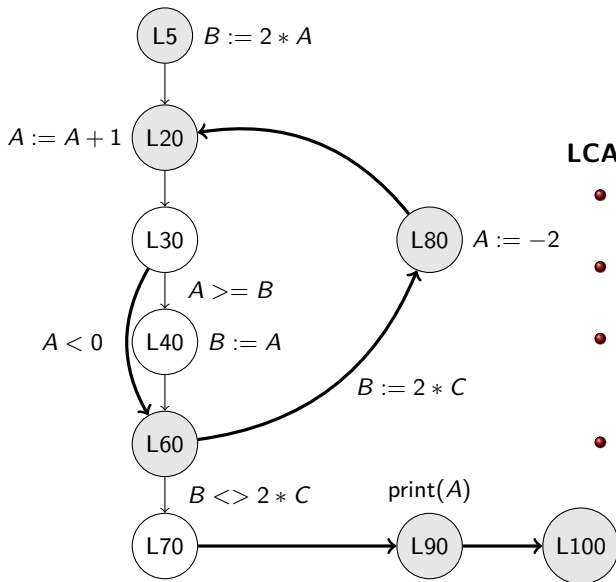 L5 B := 2 * A
A := A + 1 L20
LCA
L30
L80 A := −2
A >= B
A < 0 L40 B := A
B := 2 * C
L60
B <> 2 * C
print(A)
L70 L90 L100